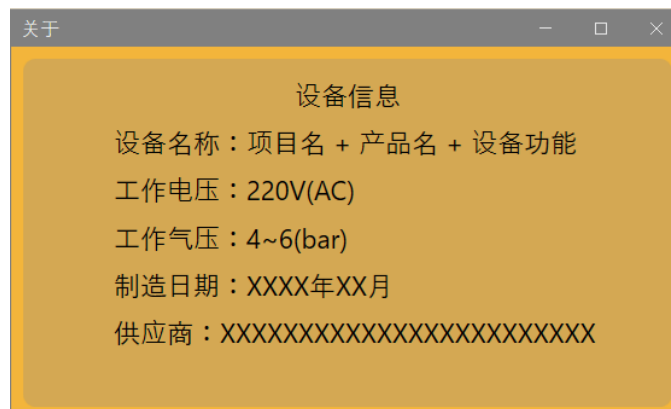 关于
设备信息
设备名称：项目名 + 产品名 + 设备功能
工作电压：220V(AC)
工作气压：4~6(bar)
制造日期：XXXX年XX月
供应商：XXXXXXXXXXXXXXXXXXXXXXXX